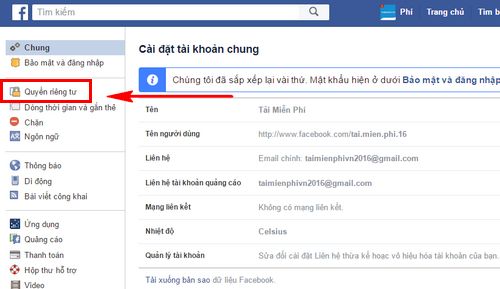 f Tìm kiếm Phí Trang chủ Tìm b
Chung
Bảo mật và đăng nhập
Quyền riêng tư
Dòng thời gian và gắn thẻ
Chặn
Ngôn ngữ
Thông báo
Di động
Bài viết công khai
Ứng dụng
Quảng cáo
Thanh toán
Hộp thư hỗ trợ
Video
Cài đặt tài khoản chung
Chúng tôi đã sắp xếp lại vài thứ. Mật khẩu hiện ở dưới Bảo mật và đăng nhập
Tên Tải Miễn Phí
Tên người dùng http://www.facebook/tai.mien.phi.16
Liên hệ Email chính: taimienphivn2016@gmail.com
Liên hệ tài khoản quảng cáo taimienphivn2016@gmail.com
Mạng liên kết Không có mạng liên kết.
Nhiệt độ Celsius
Quản lý tài khoản Sửa đổi cài đặt Liên hệ thừa kế hoạc vô hiệu hóa tài khoản của bạn.
Tải xuống bản sao dữ liệu Facebook.